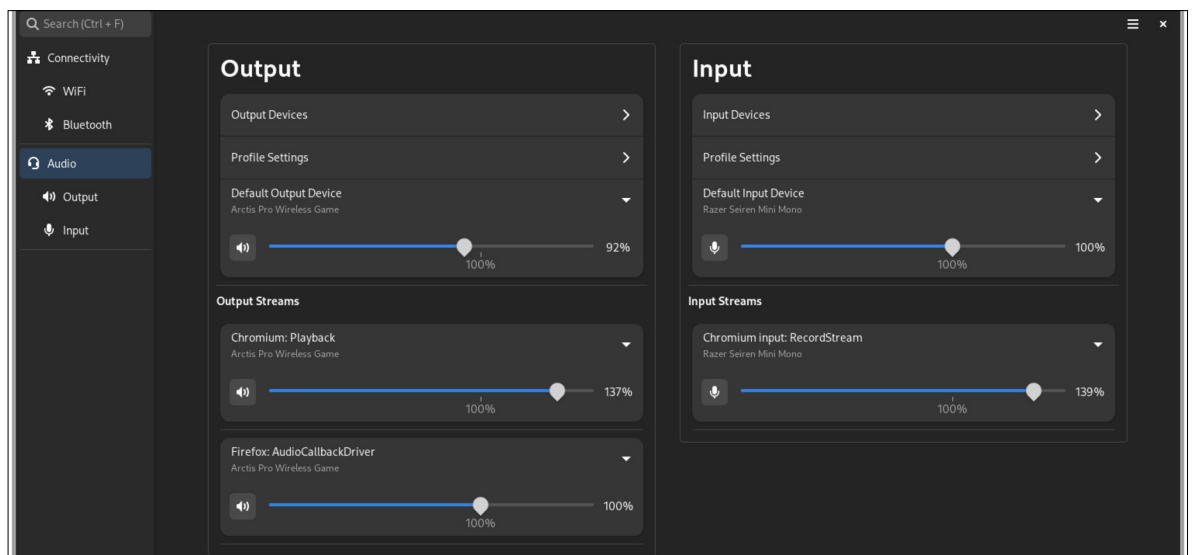 Search (Ctrl + F)
Connectivity
WiFi
Bluetooth
Audio
Output
Input
Output
Output Devices
Profile Settings
Default Output Device
Arctis Pro Wireless Game
92%
100%
Output Streams
Chromium: Playback
Arctis Pro Wireless Game
137%
100%
Firefox: AudioCallbackDriver
Arctis Pro Wireless Game
100%
100%
Input
Input Devices
Profile Settings
Default Input Device
Razer Seiren Mini Mono
100%
100%
Input Streams
Chromium input: RecordStream
Razer Seiren Mini Mono
139%
100%